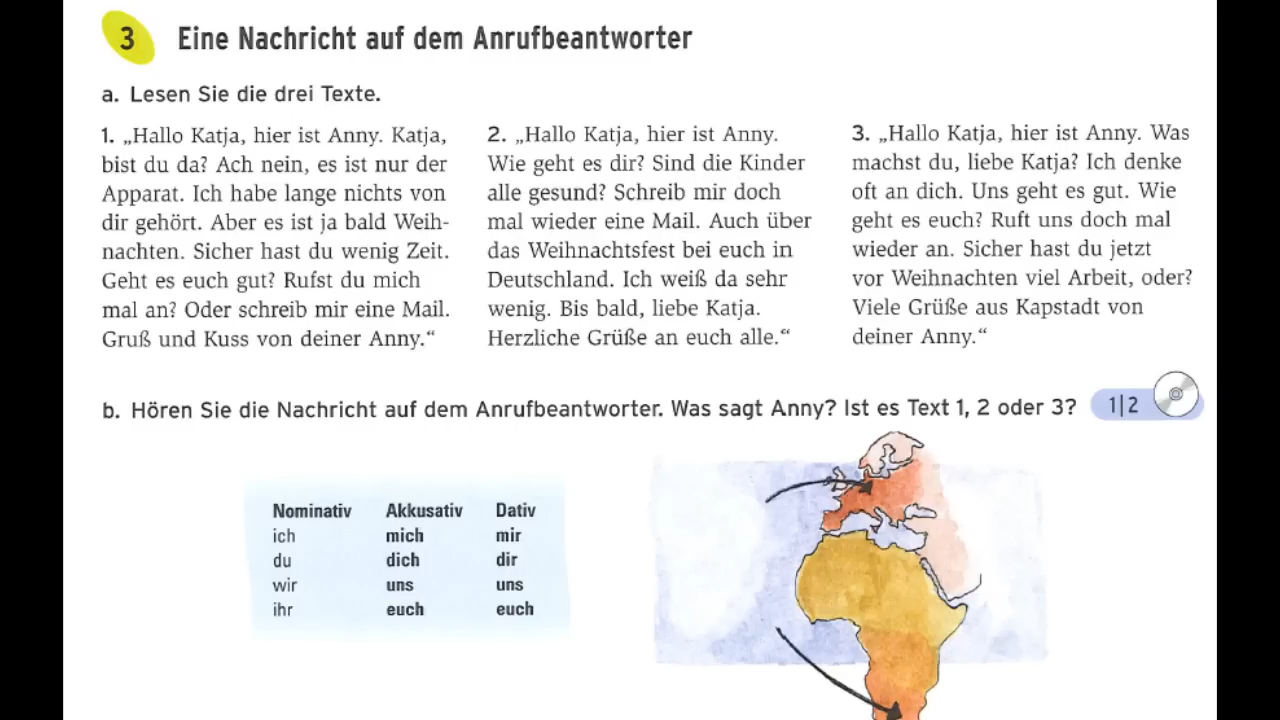 3 Eine Nachricht auf dem Anrufbeantworter
a. Lesen Sie die drei Texte.
1. „Hallo Katja, hier ist Anny. Katja,
bist du da? Ach nein, es ist nur der
Apparat. Ich habe lange nichts von
dir gehört. Aber es ist ja bald Weih-
nachten. Sicher hast du wenig Zeit.
Geht es euch gut? Rufst du mich
mal an? Oder schreib mir eine Mail.
Gruß und Kuss von deiner Anny.“
2. „Hallo Katja, hier ist Anny.
Wie geht es dir? Sind die Kinder
alle gesund? Schreib mir doch
mal wieder eine Mail. Auch über
das Weihnachtsfest bei euch in
Deutschland. Ich weiß da sehr
wenig. Bis bald, liebe Katja.
Herzliche Grüße an euch alle.“
3. „Hallo Katja, hier ist Anny. Was
machst du, liebe Katja? Ich denke
oft an dich. Uns geht es gut. Wie
geht es euch? Ruft uns doch mal
wieder an. Sicher hast du jetzt
vor Weihnachten viel Arbeit, oder?
Viele Grüße aus Kapstadt von
deiner Anny.“
b. Hören Sie die Nachricht auf dem Anrufbeantworter. Was sagt Anny? Ist es Text 1, 2 oder 3? 1|2
Nominativ Akkusativ Dativ
ich mich mir
du dich dir
wir uns uns
ihr euch euch